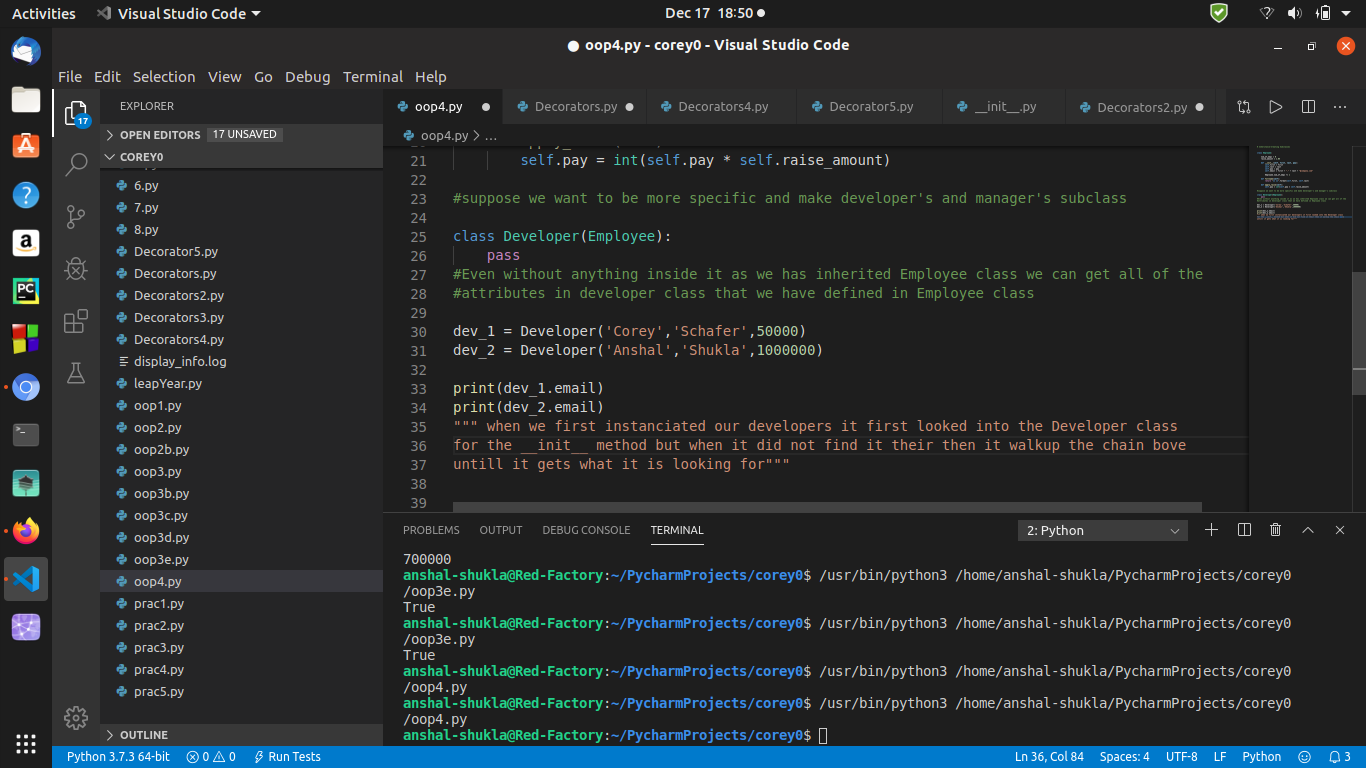 Activities
Visual Studio Code
Dec 17 18:50
oop4.py - corey0 - Visual Studio Code
File Edit Selection View Go Debug Terminal Help
17
EXPLORER
OPEN EDITORS 17 UNSAVED
COREY0
6.py
7.py
8.py
Decorator5.py
Decorators.py
Decorators2.py
Decorators3.py
Decorators4.py
display_info.log
leapYear.py
oop1.py
oop2.py
oop2b.py
oop3.py
oop3b.py
oop3c.py
oop3d.py
oop3e.py
oop4.py
prac1.py
prac2.py
prac3.py
prac4.py
prac5.py
OUTLINE
oop4.py Decorators.py Decorators4.py Decorator5.py __init__.py Decorators2.py
oop4.py > ...
21 self.pay = int(self.pay * self.raise_amount)
22
23 #suppose we want to be more specific and make developer's and manager's subclass
24
25 class Developer(Employee):
26 pass
27 #Even without anything inside it as we has inherited Employee class we can get all of the
28 #attributes in developer class that we have defined in Employee class
29
30 dev_1 = Developer('Corey','Schafer',50000)
31 dev_2 = Developer('Anshal','Shukla',1000000)
32
33 print(dev_1.email)
34 print(dev_2.email)
35 """ when we first instanciated our developers it first looked into the Developer class
36 for the __init__ method but when it did not find it their then it walkup the chain bove
37 untill it gets what it is looking for"""
38
39
PROBLEMS OUTPUT DEBUG CONSOLE TERMINAL
2: Python
700000
anshal-shukla@Red-Factory:~/PycharmProjects/corey0$ /usr/bin/python3 /home/anshal-shukla/PycharmProjects/corey0
/oop3e.py
True
anshal-shukla@Red-Factory:~/PycharmProjects/corey0$ /usr/bin/python3 /home/anshal-shukla/PycharmProjects/corey0
/oop3e.py
True
anshal-shukla@Red-Factory:~/PycharmProjects/corey0$ /usr/bin/python3 /home/anshal-shukla/PycharmProjects/corey0
/oop4.py
anshal-shukla@Red-Factory:~/PycharmProjects/corey0$ /usr/bin/python3 /home/anshal-shukla/PycharmProjects/corey0
/oop4.py
anshal-shukla@Red-Factory:~/PycharmProjects/corey0$
Python 3.7.3 64-bit 0 0 Run Tests Ln 36, Col 84 Spaces: 4 UTF-8 LF Python 3